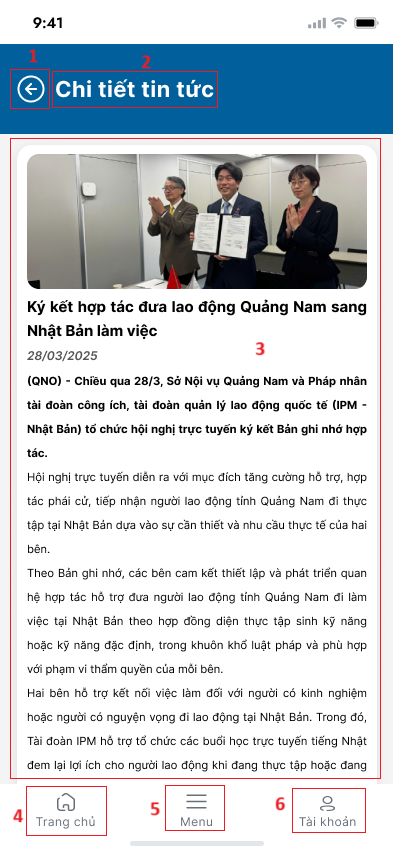 9:41
1
2
Chi tiết tin tức
Ký kết hợp tác đưa lao động Quảng Nam sang
Nhật Bản làm việc
28/03/2025
3
(QNO) - Chiều qua 28/3, Sở Nội vụ Quảng Nam và Pháp nhân
tài đoàn công ích, tài đoàn quản lý lao động quốc tế (IPM -
Nhật Bản) tổ chức hội nghị trực tuyến ký kết Bản ghi nhớ hợp
tác.
Hội nghị trực tuyến diễn ra với mục đích tăng cường hỗ trợ, hợp
tác phái cử, tiếp nhận người lao động tỉnh Quảng Nam đi thực
tập tại Nhật Bản dựa vào sự cần thiết và nhu cầu thực tế của hai
bên.
Theo Bản ghi nhớ, các bên cam kết thiết lập và phát triển quan
hệ hợp tác hỗ trợ đưa người lao động tỉnh Quảng Nam đi làm
việc tại Nhật Bản theo hợp đồng diện thực tập sinh kỹ năng
hoặc kỹ năng đặc định, trong khuôn khổ luật pháp và phù hợp
với phạm vi thẩm quyền của mỗi bên.
Hai bên hỗ trợ kết nối việc làm đối với người có kinh nghiệm
hoặc người có nguyện vọng đi lao động tại Nhật Bản. Trong đó,
Tài đoàn IPM hỗ trợ tổ chức các buổi học trực tuyến tiếng Nhật
đem lại lợi ích cho người lao động khi đang thực tập hoặc đang
4
Trang chủ
5
Menu
6
Tài khoản